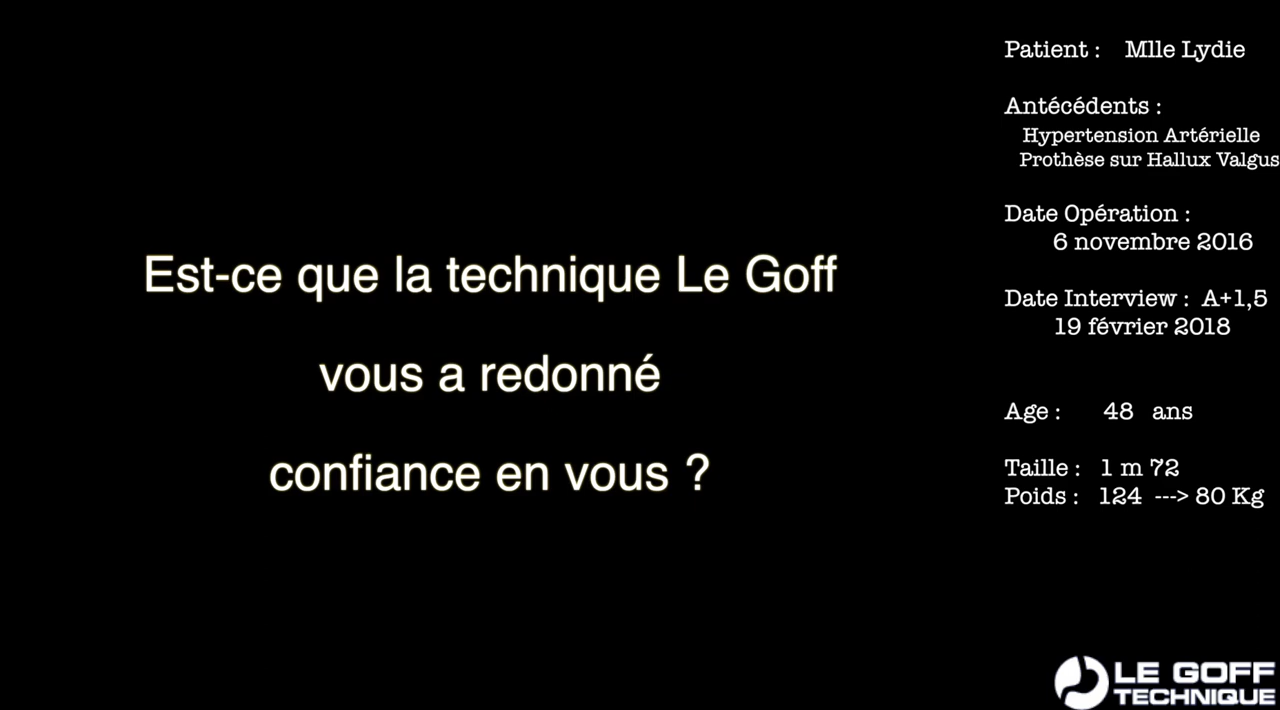 Est-ce que la technique Le Goff
vous a redonné
confiance en vous ?
Patient : Mlle Lydie
Antécédents :
Hypertension Artérielle
Prothèse sur Hallux Valgus
Date Opération :
6 novembre 2016
Date Interview : A+1,5
19 février 2018
Age : 48 ans
Taille : 1 m 72
Poids : 124 ---> 80 Kg
LE GOFF
TECHNIQUE